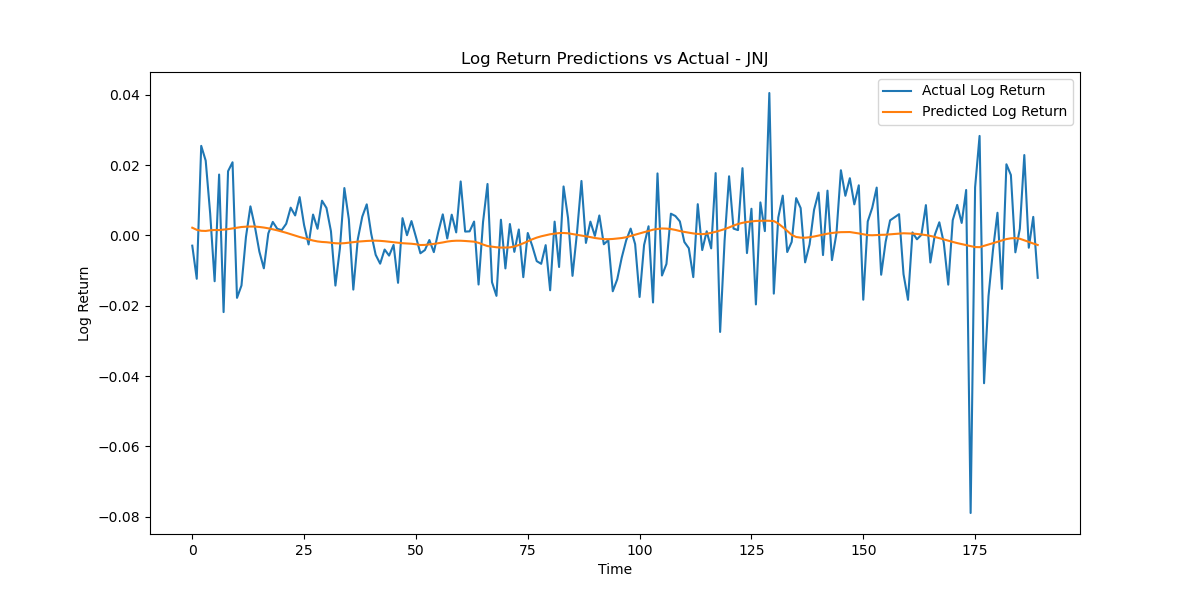 Log Return Predictions vs Actual - JNJ
Actual Log Return
Predicted Log Return
Log Return
0.04
0.02
0.00
−0.02
−0.04
−0.06
−0.08
0 25 50 75 100 125 150 175
Time